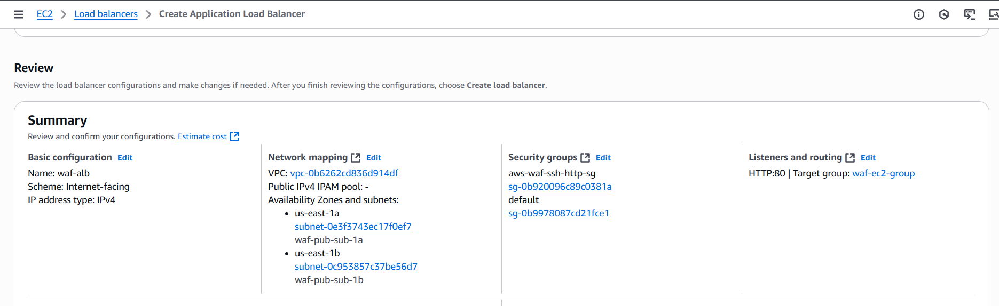 EC2 > Load balancers > Create Application Load Balancer
Review
Review the load balancer configurations and make changes if needed. After you finish reviewing the configurations, choose Create load balancer.
Summary
Review and confirm your configurations. Estimate cost
Basic configuration Edit
Name: waf-alb
Scheme: Internet-facing
IP address type: IPv4
Network mapping Edit
VPC: vpc-0b6262cd836d914df
Public IPv4 IPAM pool: -
Availability Zones and subnets:
• us-east-1a
subnet-0e3f3743ec17f0ef7
waf-pub-sub-1a
• us-east-1b
subnet-0c953857c37be56d7
waf-pub-sub-1b
Security groups Edit
aws-waf-ssh-http-sg
sg-0b920096c89c0381a
default
sg-0b9978087cd21fce1
Listeners and routing Edit
HTTP:80 | Target group: waf-ec2-group